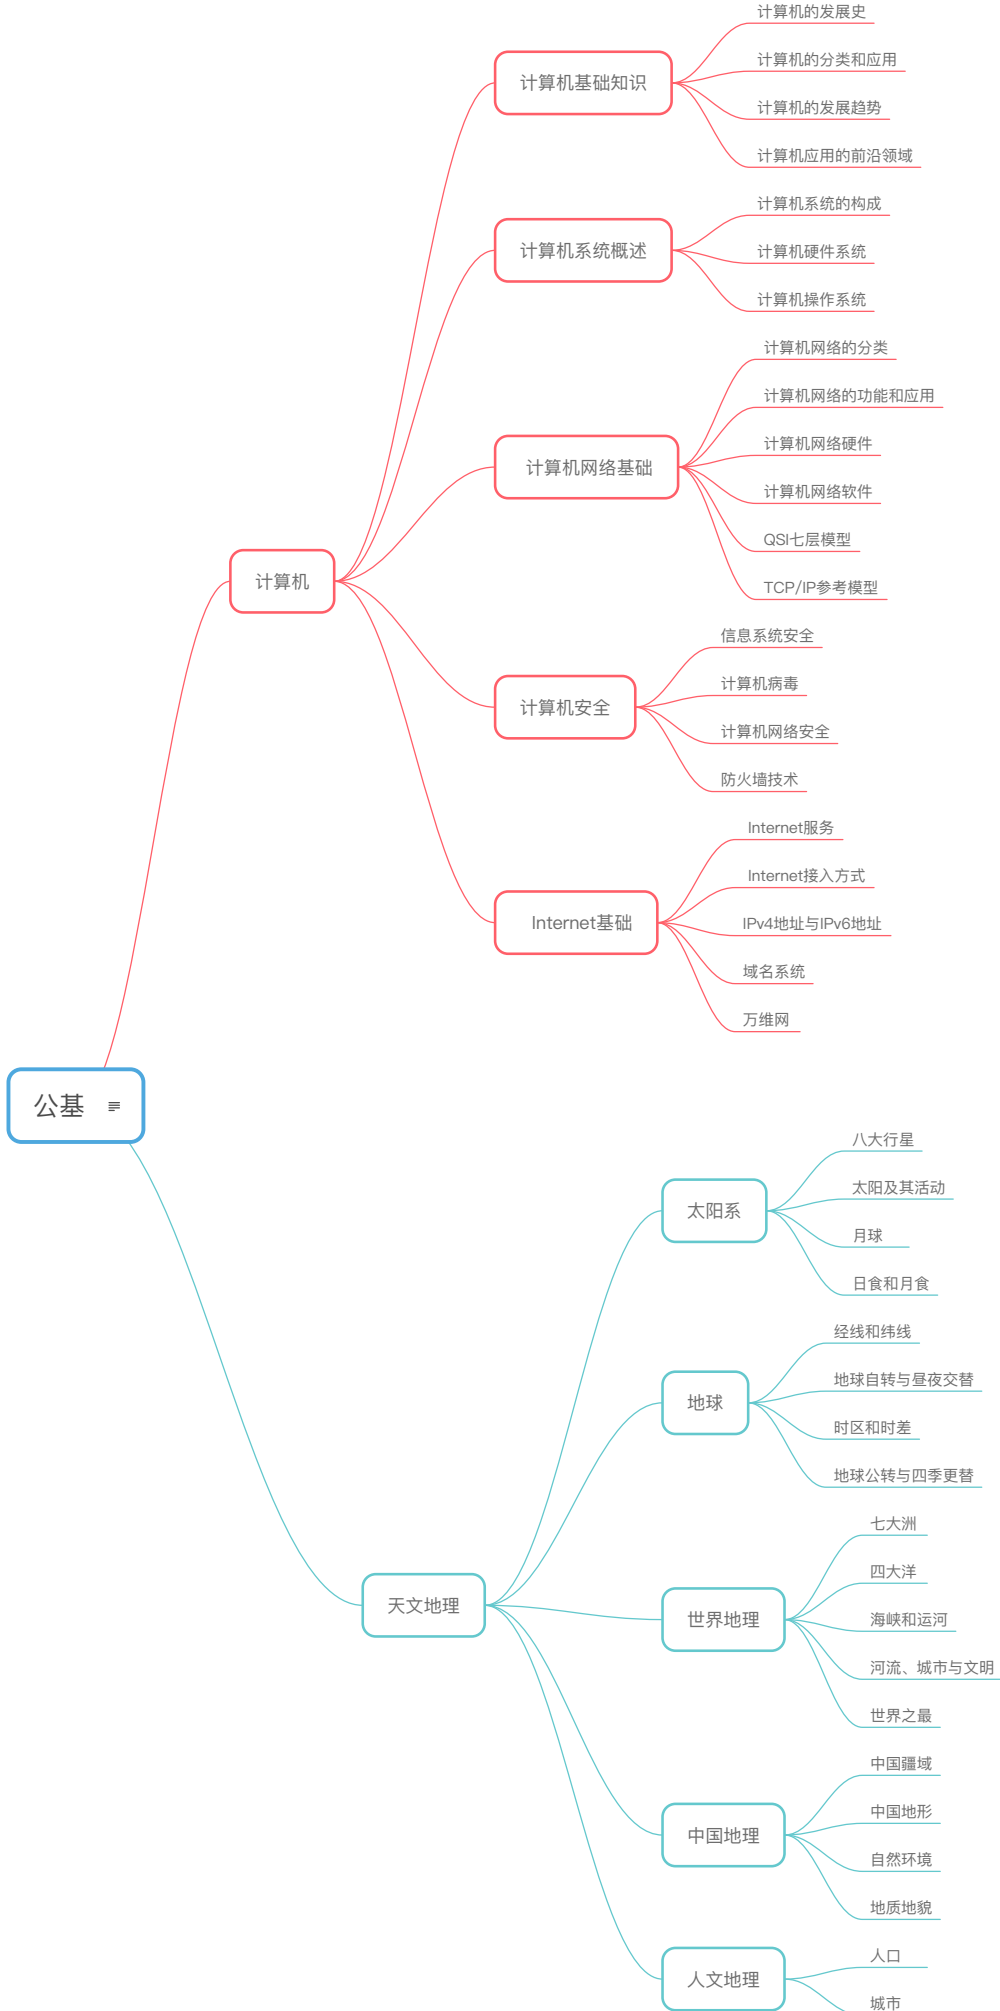 公基
计算机
计算机基础知识
计算机的发展史
计算机的分类和应用
计算机的发展趋势
计算机应用的前沿领域
计算机系统概述
计算机系统的构成
计算机硬件系统
计算机操作系统
计算机网络基础
计算机网络的分类
计算机网络的功能和应用
计算机网络硬件
计算机网络软件
QSI七层模型
TCP/IP参考模型
计算机安全
信息系统安全
计算机病毒
计算机网络安全
防火墙技术
Internet基础
Internet服务
Internet接入方式
IPv4地址与IPv6地址
域名系统
万维网
天文地理
太阳系
八大行星
太阳及其活动
月球
日食和月食
地球
经线和纬线
地球自转与昼夜交替
时区和时差
地球公转与四季更替
世界地理
七大洲
四大洋
海峡和运河
河流、城市与文明
世界之最
中国地理
中国疆域
中国地形
自然环境
地质地貌
人文地理
人口
城市